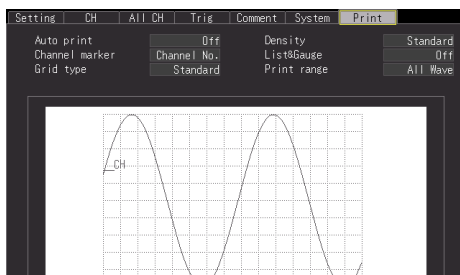 Setting CH All CH Trig Comment System Print
Auto print Off Density Standard
Channel marker Channel No. List&Gauge Off
Grid type Standard Print range All Wave
CH